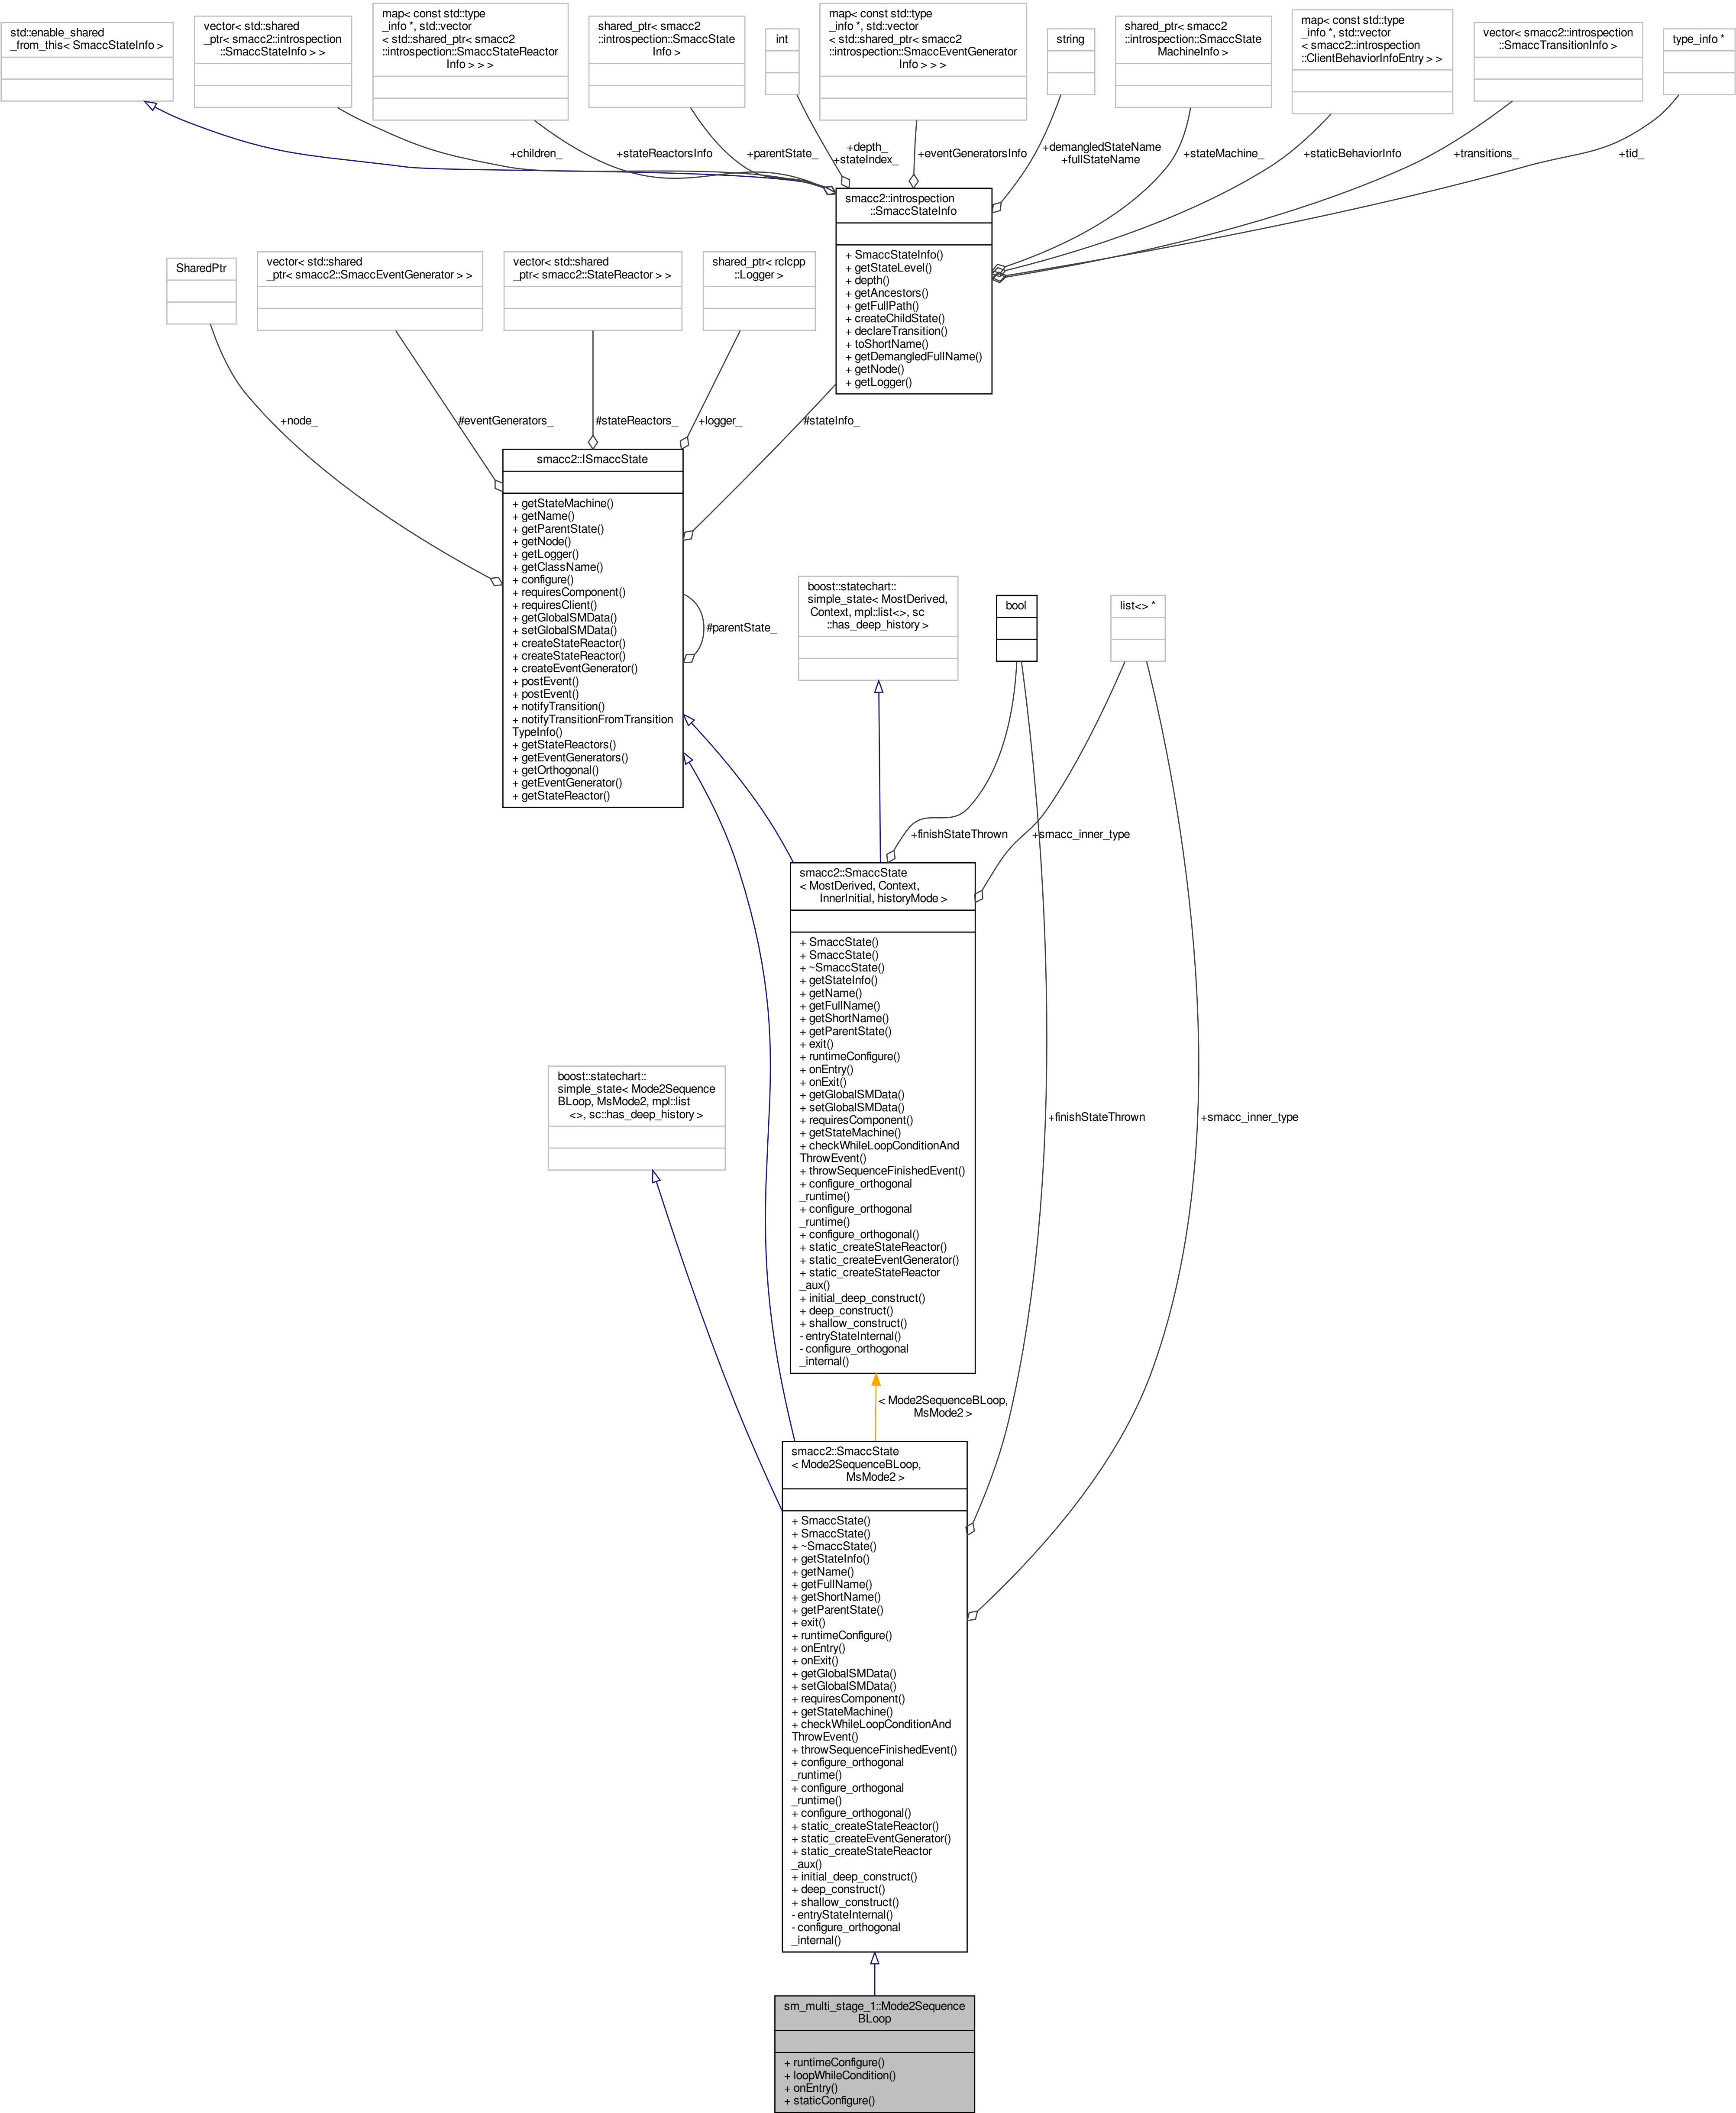 std::enable_shared
_from_this< SmaccStateInfo >
vector< std::shared
_ptr< smacc2::introspection
::SmaccStateInfo > >
map< const std::type
_info *, std::vector
< std::shared_ptr< smacc2
::introspection::SmaccStateReactor
Info > > >
shared_ptr< smacc2
::introspection::SmaccState
Info >
int
map< const std::type
_info *, std::vector
< std::shared_ptr< smacc2
::introspection::SmaccEventGenerator
Info > > >
string
shared_ptr< smacc2
::introspection::SmaccState
MachineInfo >
map< const std::type
_info *, std::vector
< smacc2::introspection
::ClientBehaviorInfoEntry > >
vector< smacc2::introspection
::SmaccTransitionInfo >
type_info *
+children_
+stateReactorsInfo
+parentState_
+depth_
+stateIndex_
+eventGeneratorsInfo
+demangledStateName
+fullStateName
+stateMachine_
+staticBehaviorInfo
+transitions_
+tid_
smacc2::introspection
::SmaccStateInfo
+ SmaccStateInfo()
+ getStateLevel()
+ depth()
+ getAncestors()
+ getFullPath()
+ createChildState()
+ declareTransition()
+ toShortName()
+ getDemangledFullName()
+ getNode()
+ getLogger()
SharedPtr
vector< std::shared
_ptr< smacc2::SmaccEventGenerator > >
vector< std::shared
_ptr< smacc2::StateReactor > >
shared_ptr< rclcpp
::Logger >
+node_
#eventGenerators_
#stateReactors_
+logger_
#stateInfo_
smacc2::ISmaccState
+ getStateMachine()
+ getName()
+ getParentState()
+ getNode()
+ getLogger()
+ getClassName()
+ configure()
+ requiresComponent()
+ requiresClient()
+ getGlobalSMData()
+ setGlobalSMData()
+ createStateReactor()
+ createStateReactor()
+ createEventGenerator()
+ postEvent()
+ postEvent()
+ notifyTransition()
+ notifyTransitionFromTransition
TypeInfo()
+ getStateReactors()
+ getEventGenerators()
+ getOrthogonal()
+ getEventGenerator()
+ getStateReactor()
#parentState_
boost::statechart::
simple_state< MostDerived,
Context, mpl::list<>, sc
::has_deep_history >
bool
list<> *
+finishStateThrown
+smacc_inner_type
smacc2::SmaccState
< MostDerived, Context,
InnerInitial, historyMode >
+ SmaccState()
+ SmaccState()
+ ~SmaccState()
+ getStateInfo()
+ getName()
+ getFullName()
+ getShortName()
+ getParentState()
+ exit()
+ runtimeConfigure()
+ onEntry()
+ onExit()
+ getGlobalSMData()
+ setGlobalSMData()
+ requiresComponent()
+ getStateMachine()
+ checkWhileLoopConditionAnd
ThrowEvent()
+ throwSequenceFinishedEvent()
+ configure_orthogonal
_runtime()
+ configure_orthogonal
_runtime()
+ configure_orthogonal()
+ static_createStateReactor()
+ static_createEventGenerator()
+ static_createStateReactor
_aux()
+ initial_deep_construct()
+ deep_construct()
+ shallow_construct()
- entryStateInternal()
- configure_orthogonal
_internal()
boost::statechart::
simple_state< Mode2Sequence
BLoop, MsMode2, mpl::list
<>, sc::has_deep_history >
+finishStateThrown
+smacc_inner_type
< Mode2SequenceBLoop,
MsMode2 >
smacc2::SmaccState
< Mode2SequenceBLoop,
MsMode2 >
+ SmaccState()
+ SmaccState()
+ ~SmaccState()
+ getStateInfo()
+ getName()
+ getFullName()
+ getShortName()
+ getParentState()
+ exit()
+ runtimeConfigure()
+ onEntry()
+ onExit()
+ getGlobalSMData()
+ setGlobalSMData()
+ requiresComponent()
+ getStateMachine()
+ checkWhileLoopConditionAnd
ThrowEvent()
+ throwSequenceFinishedEvent()
+ configure_orthogonal
_runtime()
+ configure_orthogonal
_runtime()
+ configure_orthogonal()
+ static_createStateReactor()
+ static_createEventGenerator()
+ static_createStateReactor
_aux()
+ initial_deep_construct()
+ deep_construct()
+ shallow_construct()
- entryStateInternal()
- configure_orthogonal
_internal()
sm_multi_stage_1::Mode2Sequence
BLoop
+ runtimeConfigure()
+ loopWhileCondition()
+ onEntry()
+ staticConfigure()